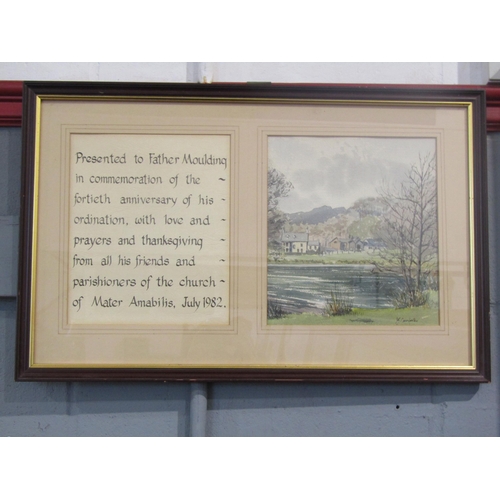 Presented to Father Moulding
in commemoration of the ~
fortieth anniversary of his
ordination, with love and ~
prayers and thanksgiving ~
from all his friends and ~
parishioners of the church ~
of Mater Amabilis, July 1982.